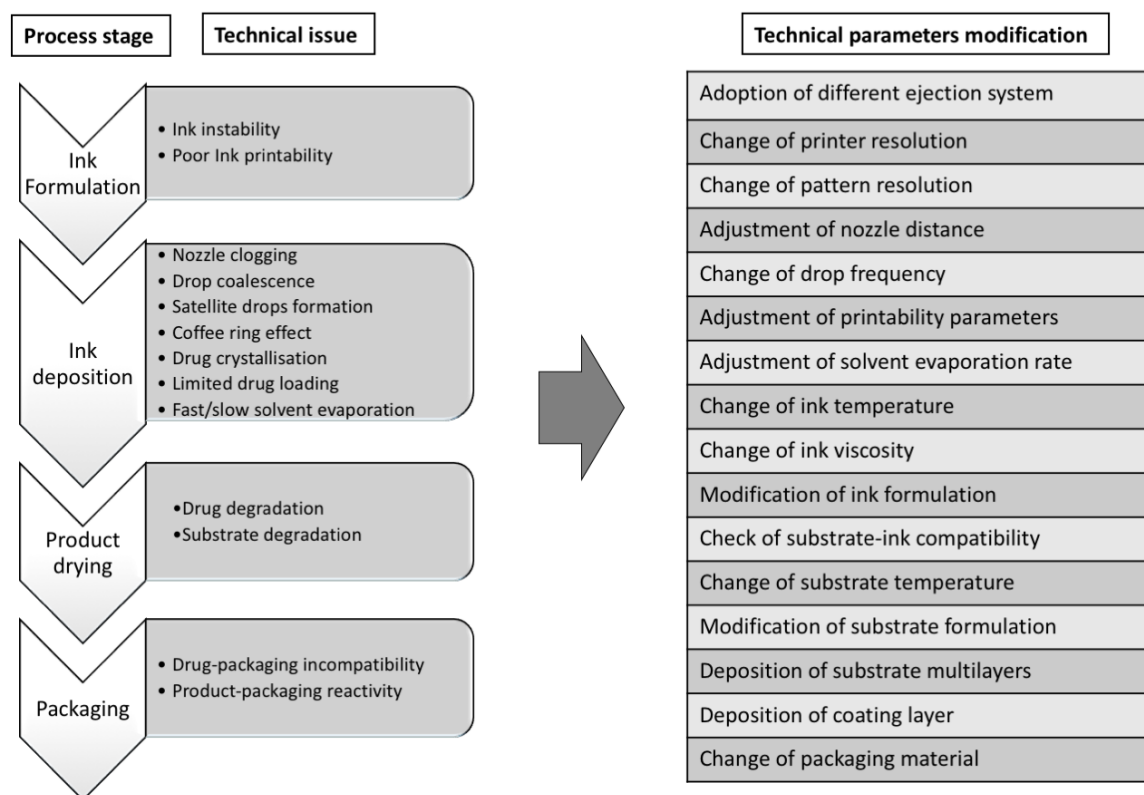 Process stage
Technical issue
Ink
Formulation
• Ink instability
• Poor Ink printability
Ink
deposition
• Nozzle clogging
• Drop coalescence
• Satellite drops formation
• Coffee ring effect
• Drug crystallisation
• Limited drug loading
• Fast/slow solvent evaporation
Product
drying
•Drug degradation
•Substrate degradation
Packaging
• Drug-packaging incompatibility
• Product-packaging reactivity
Technical parameters modification
Adoption of different ejection system
Change of printer resolution
Change of pattern resolution
Adjustment of nozzle distance
Change of drop frequency
Adjustment of printability parameters
Adjustment of solvent evaporation rate
Change of ink temperature
Change of ink viscosity
Modification of ink formulation
Check of substrate-ink compatibility
Change of substrate temperature
Modification of substrate formulation
Deposition of substrate multilayers
Deposition of coating layer
Change of packaging material